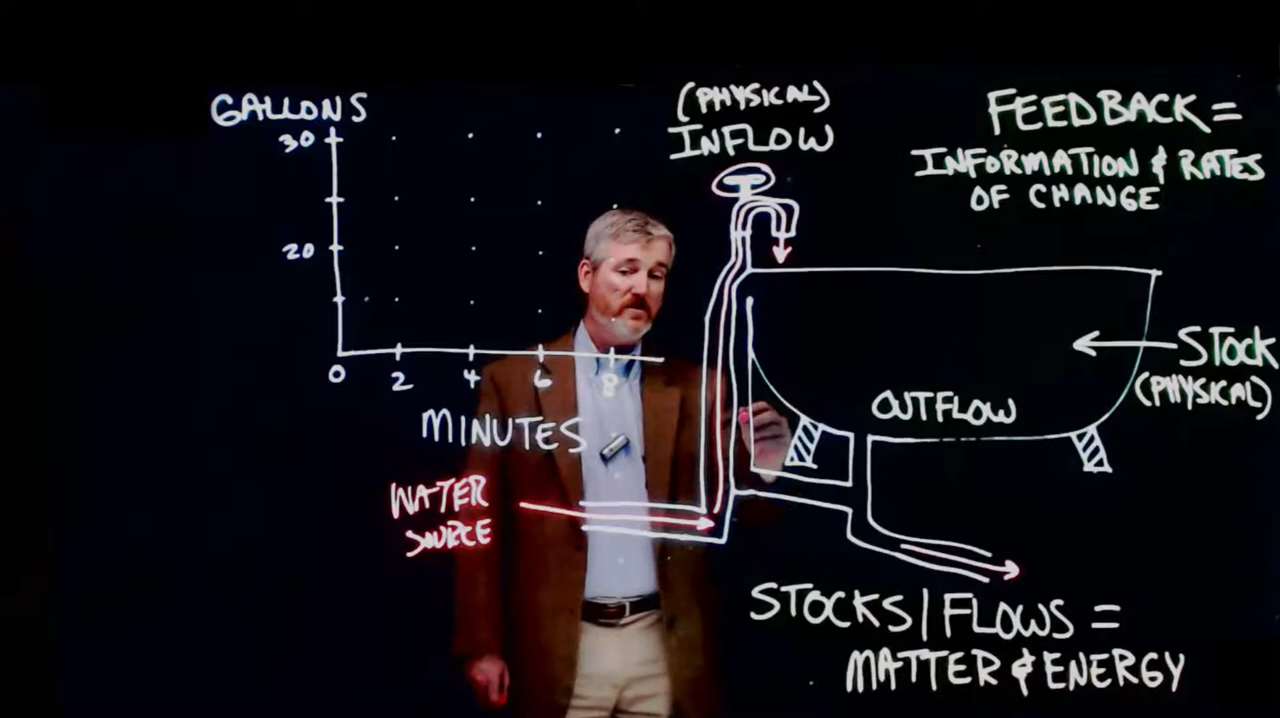 GALLONS
30
20
0 2 4 6 8
MINUTES
WATER
SOURCE
(PHYSICAL)
INFLOW
FEEDBACK =
INFORMATION & RATES
OF CHANGE
STOCK
(PHYSICAL)
OUTFLOW
STOCKS/FLOWS =
MATTER & ENERGY